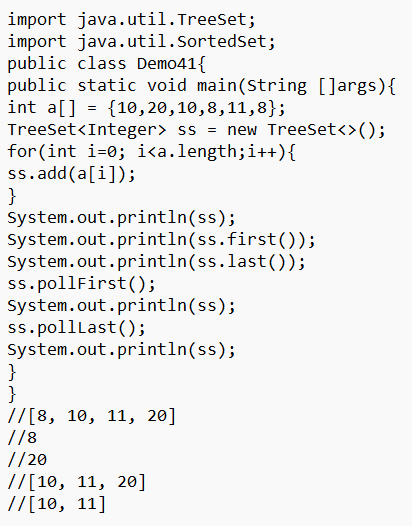 import java.util.TreeSet;
import java.util.SortedSet;
public class Demo41{
public static void main(String []args){
int a[] = {10,20,10,8,11,8};
TreeSet<Integer> ss = new TreeSet<>();
for(int i=0; i<a.length;i++){
ss.add(a[i]);
}
System.out.println(ss);
System.out.println(ss.first());
System.out.println(ss.last());
ss.pollFirst();
System.out.println(ss);
ss.pollLast();
System.out.println(ss);
}
}
//[8, 10, 11, 20]
//8
//20
//[10, 11, 20]
//[10, 11]